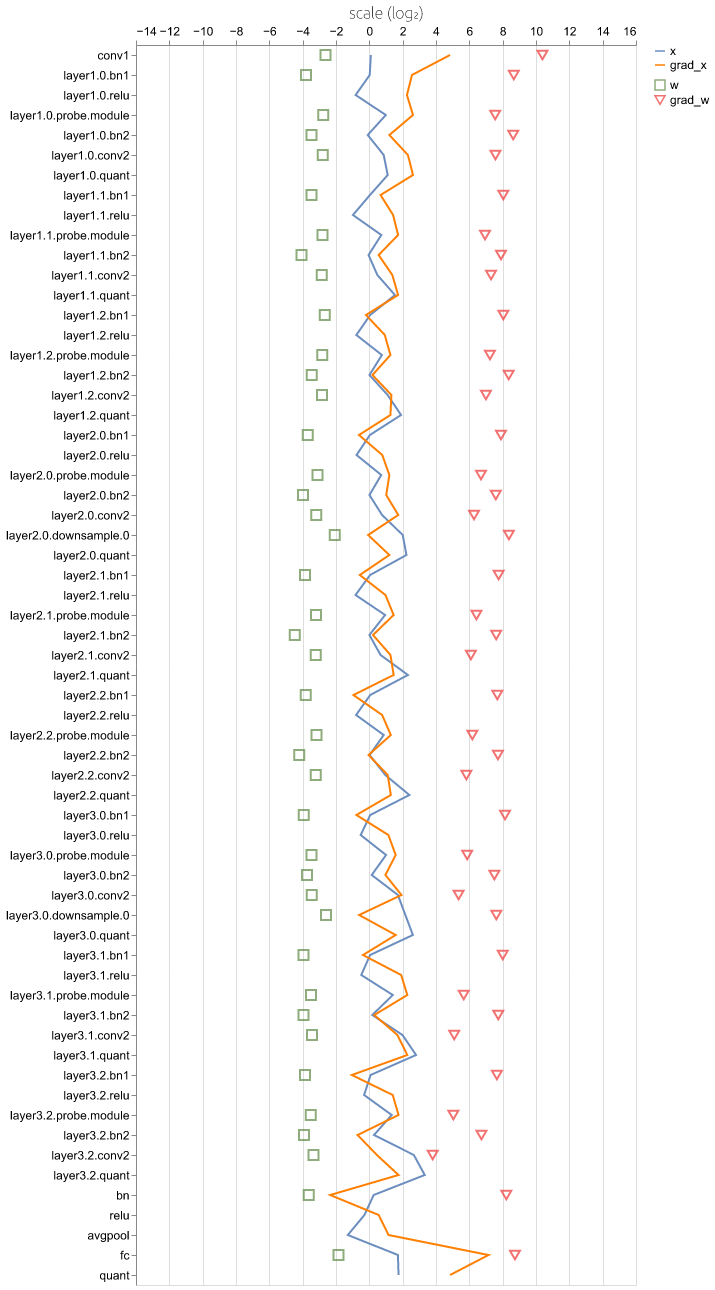 scale (log₂)
−14 −12 −10 −8 −6 −4 −2 0 2 4 6 8 10 12 14 16
x
grad_x
w
grad_w
conv1
layer1.0.bn1
layer1.0.relu
layer1.0.probe.module
layer1.0.bn2
layer1.0.conv2
layer1.0.quant
layer1.1.bn1
layer1.1.relu
layer1.1.probe.module
layer1.1.bn2
layer1.1.conv2
layer1.1.quant
layer1.2.bn1
layer1.2.relu
layer1.2.probe.module
layer1.2.bn2
layer1.2.conv2
layer1.2.quant
layer2.0.bn1
layer2.0.relu
layer2.0.probe.module
layer2.0.bn2
layer2.0.conv2
layer2.0.downsample.0
layer2.0.quant
layer2.1.bn1
layer2.1.relu
layer2.1.probe.module
layer2.1.bn2
layer2.1.conv2
layer2.1.quant
layer2.2.bn1
layer2.2.relu
layer2.2.probe.module
layer2.2.bn2
layer2.2.conv2
layer2.2.quant
layer3.0.bn1
layer3.0.relu
layer3.0.probe.module
layer3.0.bn2
layer3.0.conv2
layer3.0.downsample.0
layer3.0.quant
layer3.1.bn1
layer3.1.relu
layer3.1.probe.module
layer3.1.bn2
layer3.1.conv2
layer3.1.quant
layer3.2.bn1
layer3.2.relu
layer3.2.probe.module
layer3.2.bn2
layer3.2.conv2
layer3.2.quant
bn
relu
avgpool
fc
quant